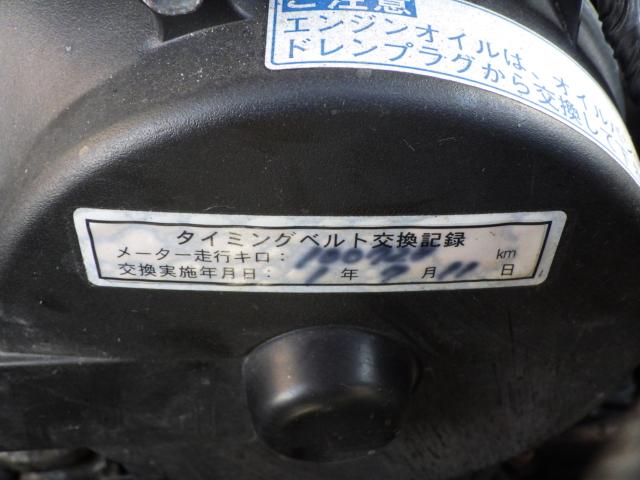 ご注意
エンジンオイルは、オイル
ドレンプラグから交換して
タイミングベルト交換記録
メーター走行キロ： km
交換実施年月日：1年7月11日